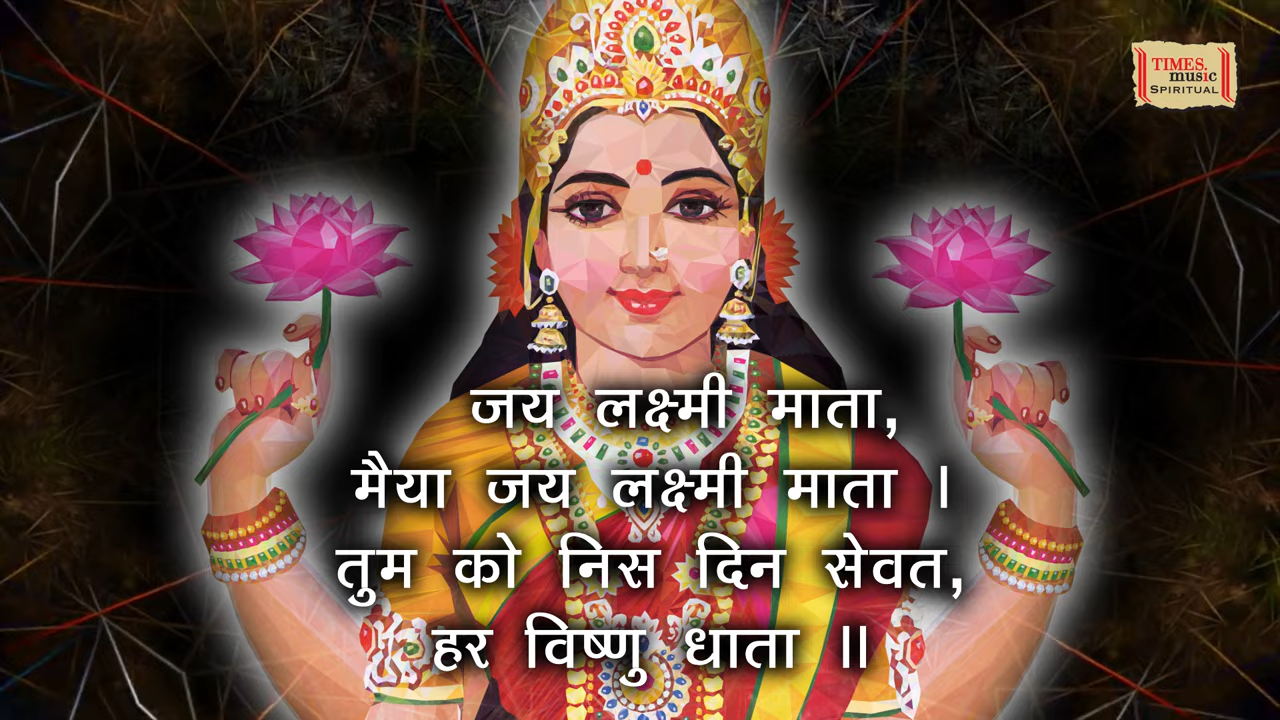 TIMES.
music
SPIRITUAL
जय लक्ष्मी माता,
मैया जय लक्ष्मी माता ।
तुम को निस दिन सेवत,
हर विष्णु धाता ॥